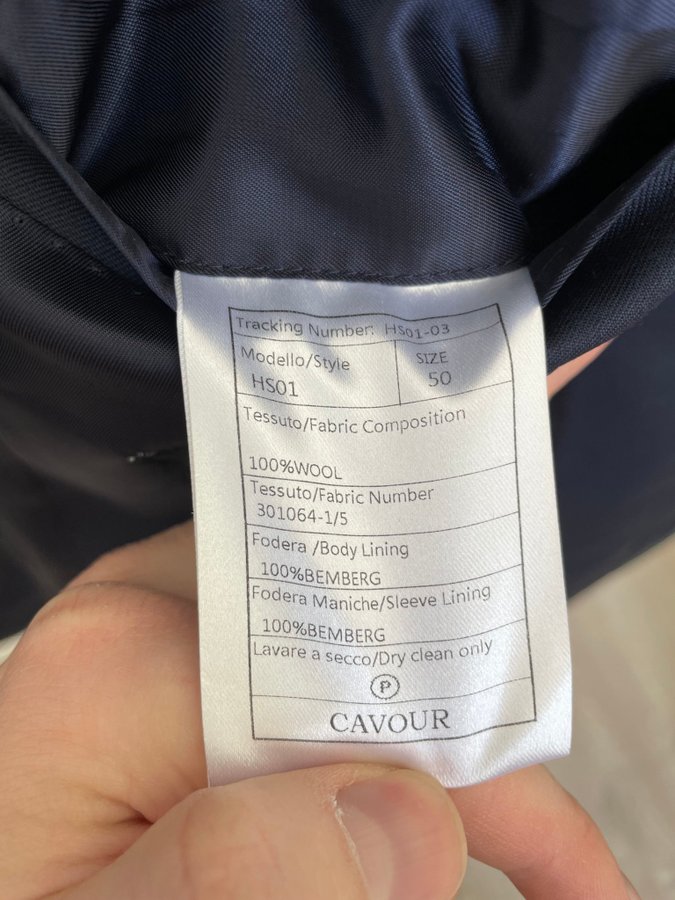 Tracking Number: HS01-03
Modello/Style
SIZE
HS01
50
Tessuto/Fabric Composition
100%WOOL
Tessuto/Fabric Number
301064-1/5
Fodera /Body Lining
100%BEMBERG
Fodera Maniche/Sleeve Lining
100%BEMBERG
Lavare a secco/Dry clean only
P
CAVOUR